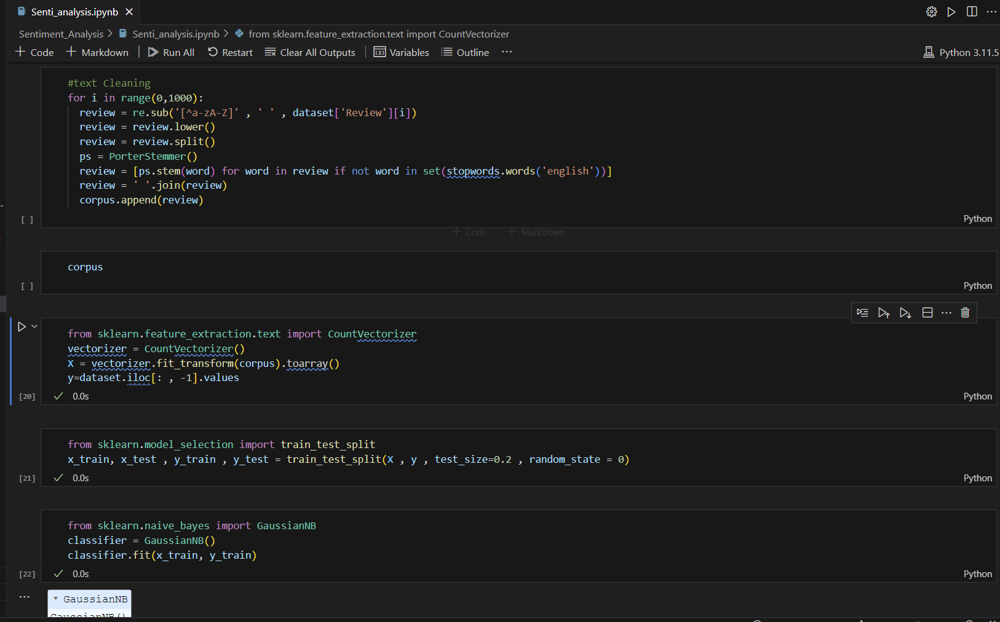 Senti_analysis.ipynb
Sentiment_Analysis > Senti_analysis.ipynb > from sklearn.feature_extraction.text import CountVectorizer
+ Code + Markdown | Run All Restart Clear All Outputs | Variables Outline ... Python 3.11.5
#text Cleaning
for i in range(0,1000):
  review = re.sub('[^a-zA-Z]' , ' ' , dataset['Review'][i])
  review = review.lower()
  review = review.split()
  ps = PorterStemmer()
  review = [ps.stem(word) for word in review if not word in set(stopwords.words('english'))]
  review = ' '.join(review)
  corpus.append(review)
[ ] Python
+ Code + Markdown
corpus
[ ] Python
from sklearn.feature_extraction.text import CountVectorizer
vectorizer = CountVectorizer()
X = vectorizer.fit_transform(corpus).toarray()
y=dataset.iloc[: , -1].values
[20] ✓ 0.0s Python
from sklearn.model_selection import train_test_split
x_train, x_test , y_train , y_test = train_test_split(X , y , test_size=0.2 , random_state = 0)
[21] ✓ 0.0s Python
from sklearn.naive_bayes import GaussianNB
classifier = GaussianNB()
classifier.fit(x_train, y_train)
[22] ✓ 0.0s Python
... ▾ GaussianNB
GaussianNB()